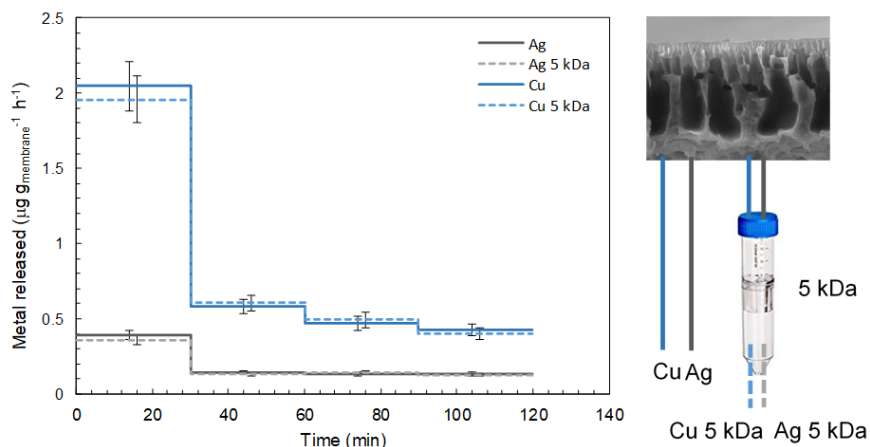 2.5
2
1.5
1
0.5
0
0
20
40
60
80
100
120
140
Metal released (µg gmembrane⁻¹ h⁻¹)
Time (min)
Ag
Ag 5 kDa
Cu
Cu 5 kDa
5 kDa
Cu Ag
Cu 5 kDa Ag 5 kDa